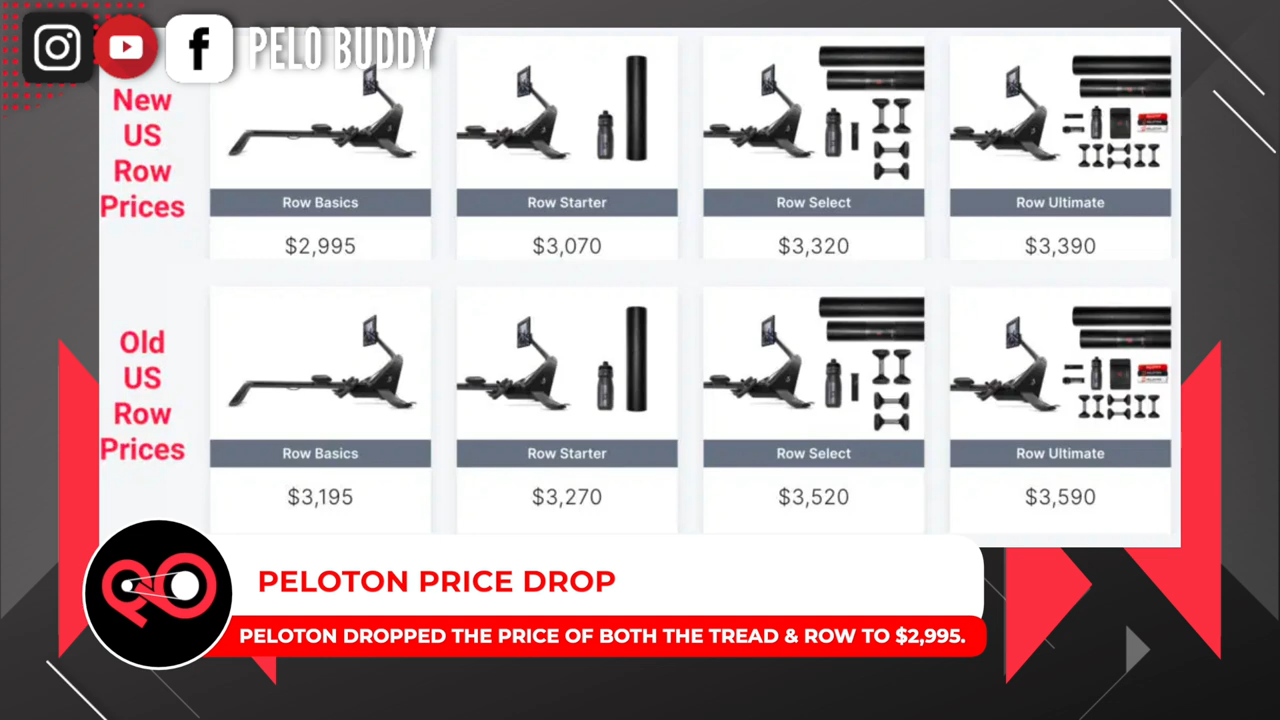 PELO BUDDY
New
US
Row
Prices
Row Basics
Row Starter
Row Select
Row Ultimate
$2,995
$3,070
$3,320
$3,390
Old
US
Row
Prices
Row Basics
Row Starter
Row Select
Row Ultimate
$3,195
$3,270
$3,520
$3,590
PELOTON PRICE DROP
PELOTON DROPPED THE PRICE OF BOTH THE TREAD & ROW TO $2,995.